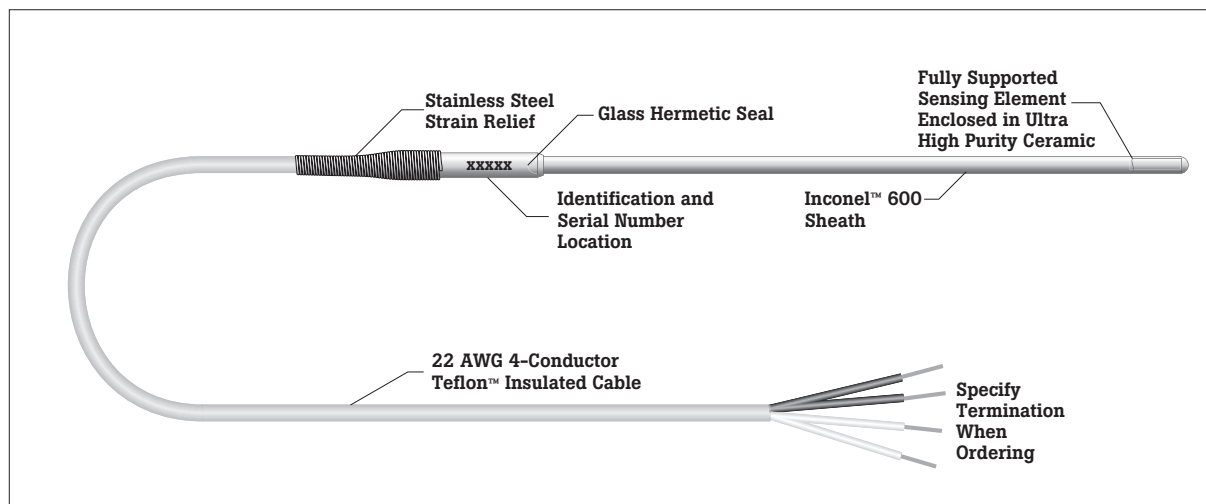 Stainless Steel
Strain Relief
Glass Hermetic Seal
Fully Supported
Sensing Element
Enclosed in Ultra
High Purity Ceramic
xxxxx
Identification and
Serial Number
Location
Inconel™ 600
Sheath
22 AWG 4-Conductor
Teflon™ Insulated Cable
Specify
Termination
When
Ordering